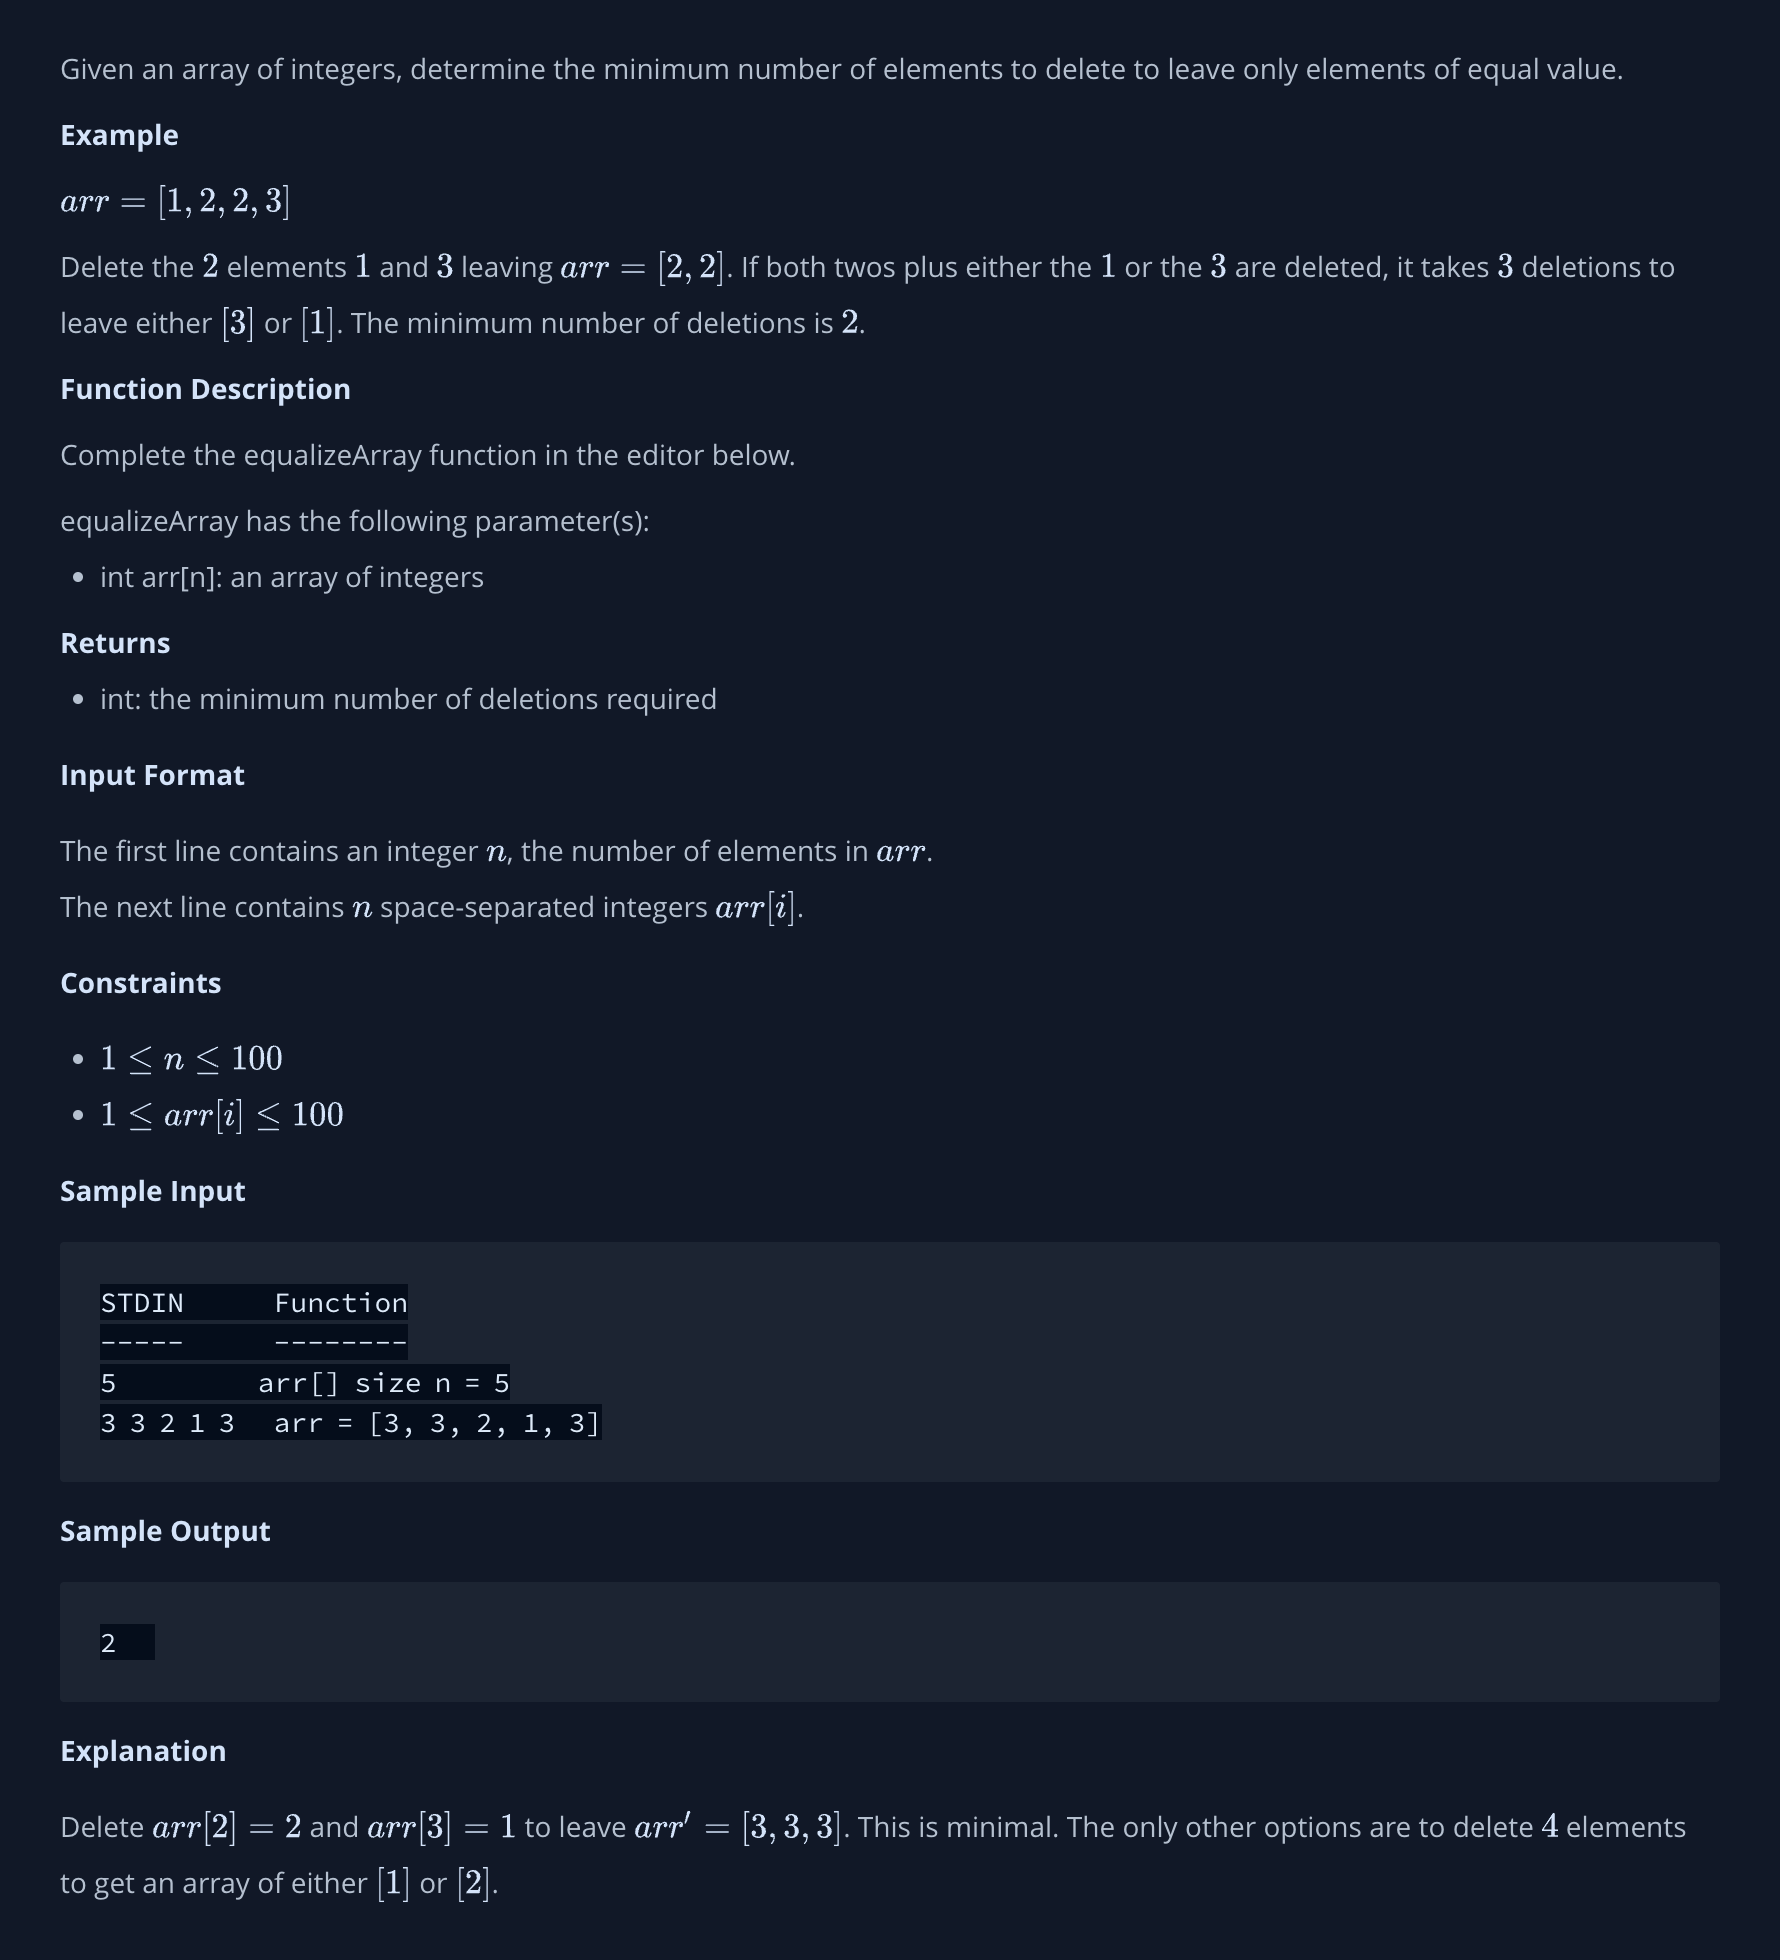 Given an array of integers, determine the minimum number of elements to delete to leave only elements of equal value.
Example
arr = [1, 2, 2, 3]
Delete the 2 elements 1 and 3 leaving arr = [2, 2]. If both twos plus either the 1 or the 3 are deleted, it takes 3 deletions to
leave either [3] or [1]. The minimum number of deletions is 2.
Function Description
Complete the equalizeArray function in the editor below.
equalizeArray has the following parameter(s):
• int arr[n]: an array of integers
Returns
• int: the minimum number of deletions required
Input Format
The first line contains an integer n, the number of elements in arr.
The next line contains n space-separated integers arr[i].
Constraints
• 1 ≤ n ≤ 100
• 1 ≤ arr[i] ≤ 100
Sample Input
STDIN      Function
-----      --------
5          arr[] size n = 5
3 3 2 1 3  arr = [3, 3, 2, 1, 3]
Sample Output
2
Explanation
Delete arr[2] = 2 and arr[3] = 1 to leave arr′ = [3, 3, 3]. This is minimal. The only other options are to delete 4 elements
to get an array of either [1] or [2].